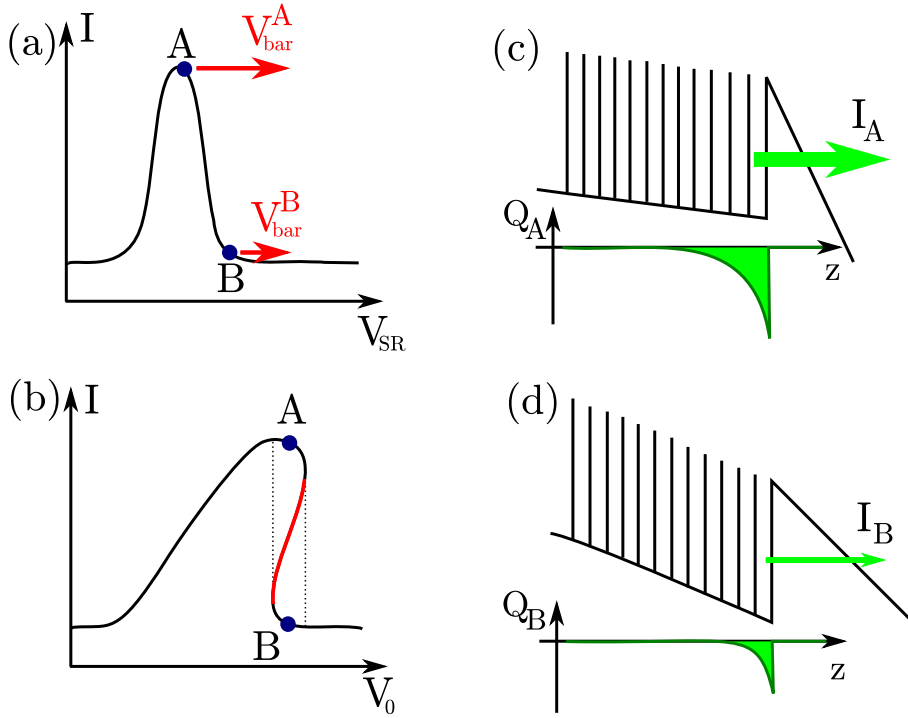 (a)
I
A
V_bar^A
V_bar^B
B
V_SR
(b)
I
A
B
V_0
(c)
I_A
Q_A
z
(d)
I_B
Q_B
z